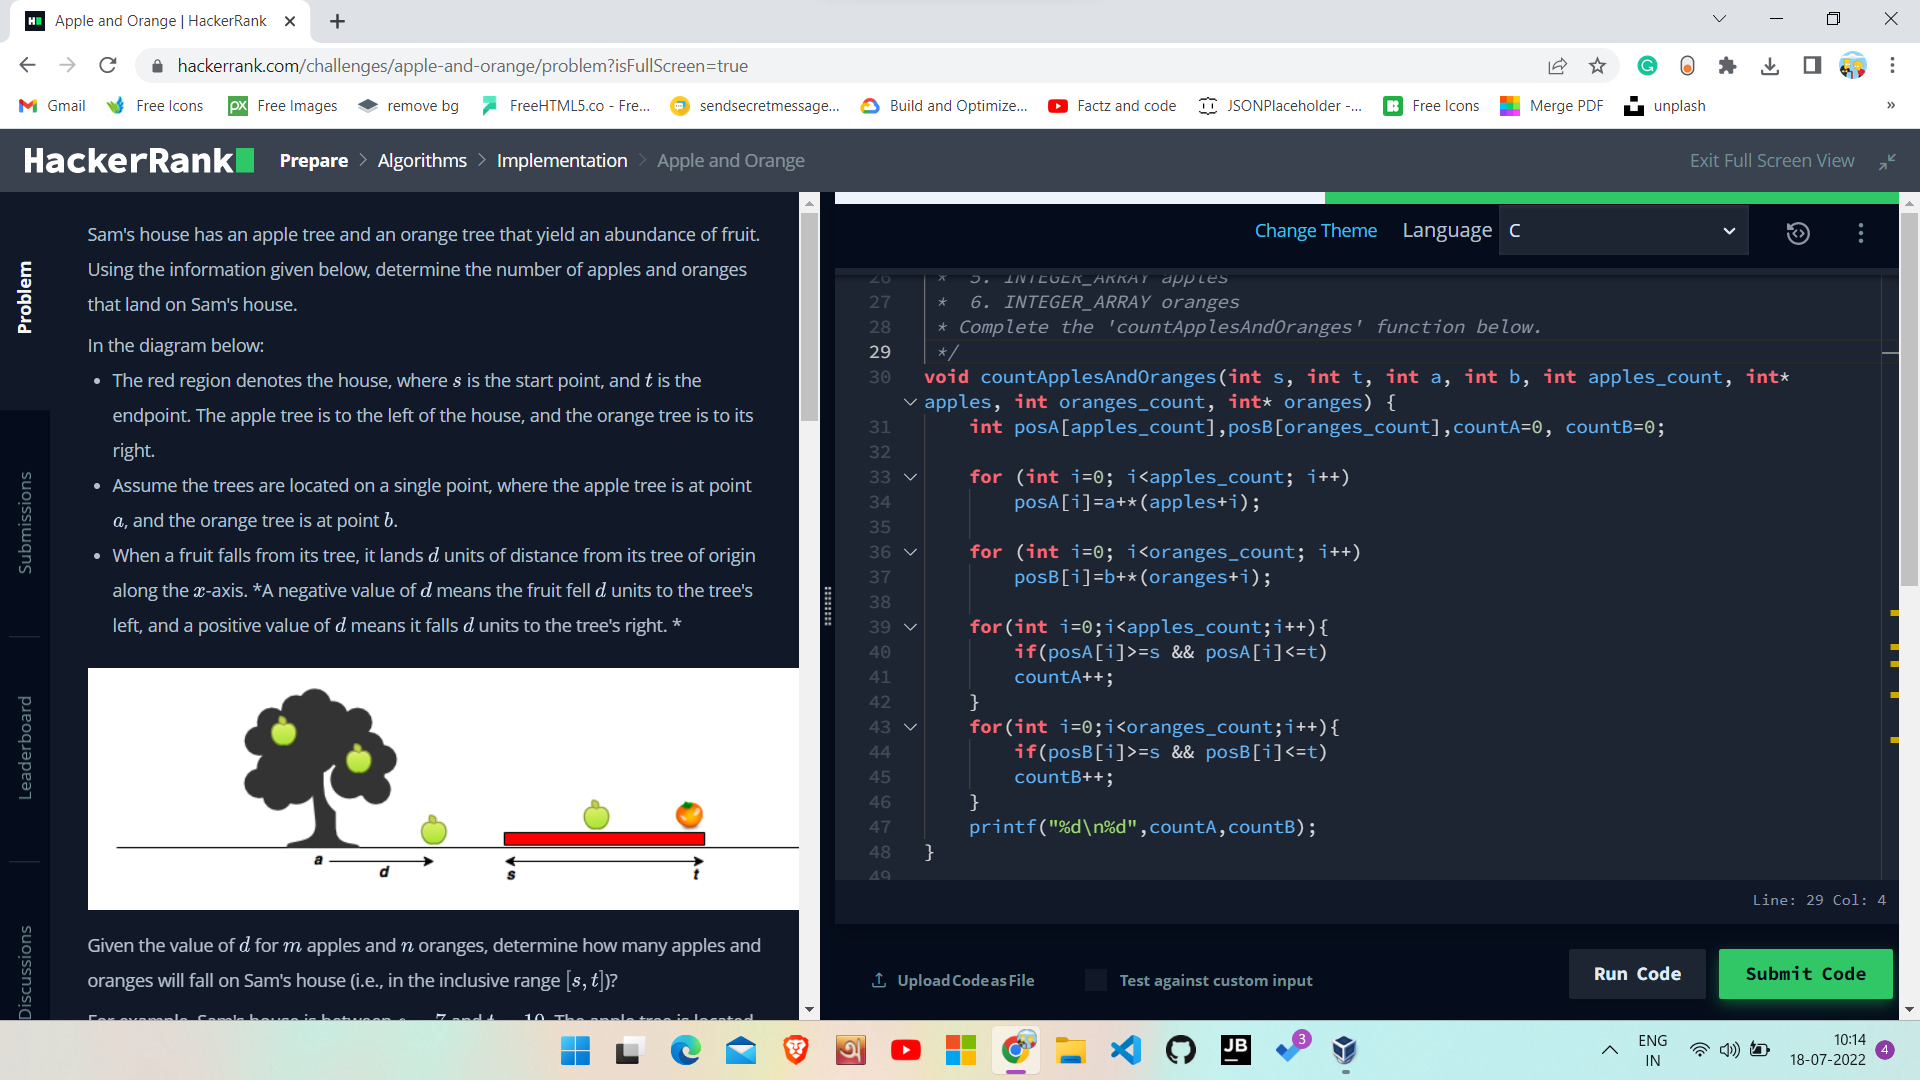 Apple and Orange | HackerRank
hackerrank.com/challenges/apple-and-orange/problem?isFullScreen=true
Gmail Free Icons Free Images remove bg FreeHTML5.co - Fre... sendsecretmessage... Build and Optimize... Factz and code JSONPlaceholder -... Free Icons Merge PDF unplash »
HackerRank Prepare Algorithms Implementation Apple and Orange Exit Full Screen View
Problem
Submissions
Leaderboard
Discussions
Sam's house has an apple tree and an orange tree that yield an abundance of fruit.
Using the information given below, determine the number of apples and oranges
that land on Sam's house.
In the diagram below:
• The red region denotes the house, where s is the start point, and t is the
endpoint. The apple tree is to the left of the house, and the orange tree is to its
right.
• Assume the trees are located on a single point, where the apple tree is at point
a, and the orange tree is at point b.
• When a fruit falls from its tree, it lands d units of distance from its tree of origin
along the x-axis. *A negative value of d means the fruit fell d units to the tree's
left, and a positive value of d means it falls d units to the tree's right. *
a d s t
Given the value of d for m apples and n oranges, determine how many apples and
oranges will fall on Sam's house (i.e., in the inclusive range [s, t])?
For example, Sam's house is between s = 7 and t = 10. The apple tree is located
Change Theme Language C
26 * 5. INTEGER_ARRAY apples
27 * 6. INTEGER_ARRAY oranges
28 * Complete the 'countApplesAndOranges' function below.
29 */
30 void countApplesAndOranges(int s, int t, int a, int b, int apples_count, int*
apples, int oranges_count, int* oranges) {
31 int posA[apples_count],posB[oranges_count],countA=0, countB=0;
32
33 for (int i=0; i<apples_count; i++)
34 posA[i]=a+*(apples+i);
35
36 for (int i=0; i<oranges_count; i++)
37 posB[i]=b+*(oranges+i);
38
39 for(int i=0;i<apples_count;i++){
40 if(posA[i]>=s && posA[i]<=t)
41 countA++;
42 }
43 for(int i=0;i<oranges_count;i++){
44 if(posB[i]>=s && posB[i]<=t)
45 countB++;
46 }
47 printf("%d\n%d",countA,countB);
48 }
49
Line: 29 Col: 4
Upload Code as File Test against custom input Run Code Submit Code
JB 3
ENG
IN
10:14
18-07-2022
4